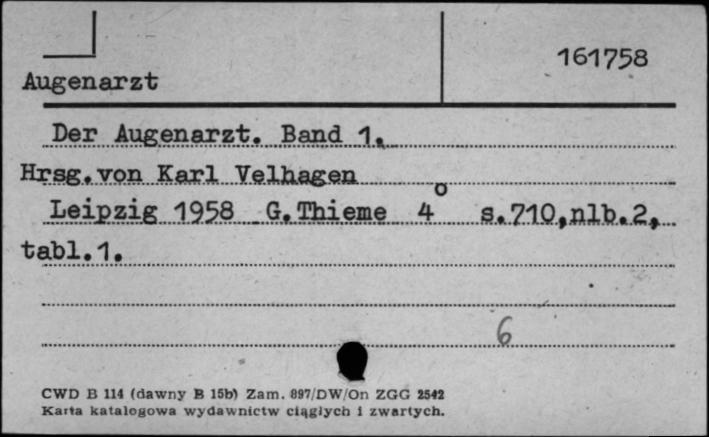 161758
Augenarzt
Der Augenarzt. Band 1.
Hrsg.von Karl Velhagen
Leipzig 1958 G.Thieme 4° s.710,nlb.2,
tabl.1.
6
CWD B 114 (dawny B 15b) Zam. 897/DW/On ZGG 2542
Karta katalogowa wydawnictw ciągłych i zwartych.